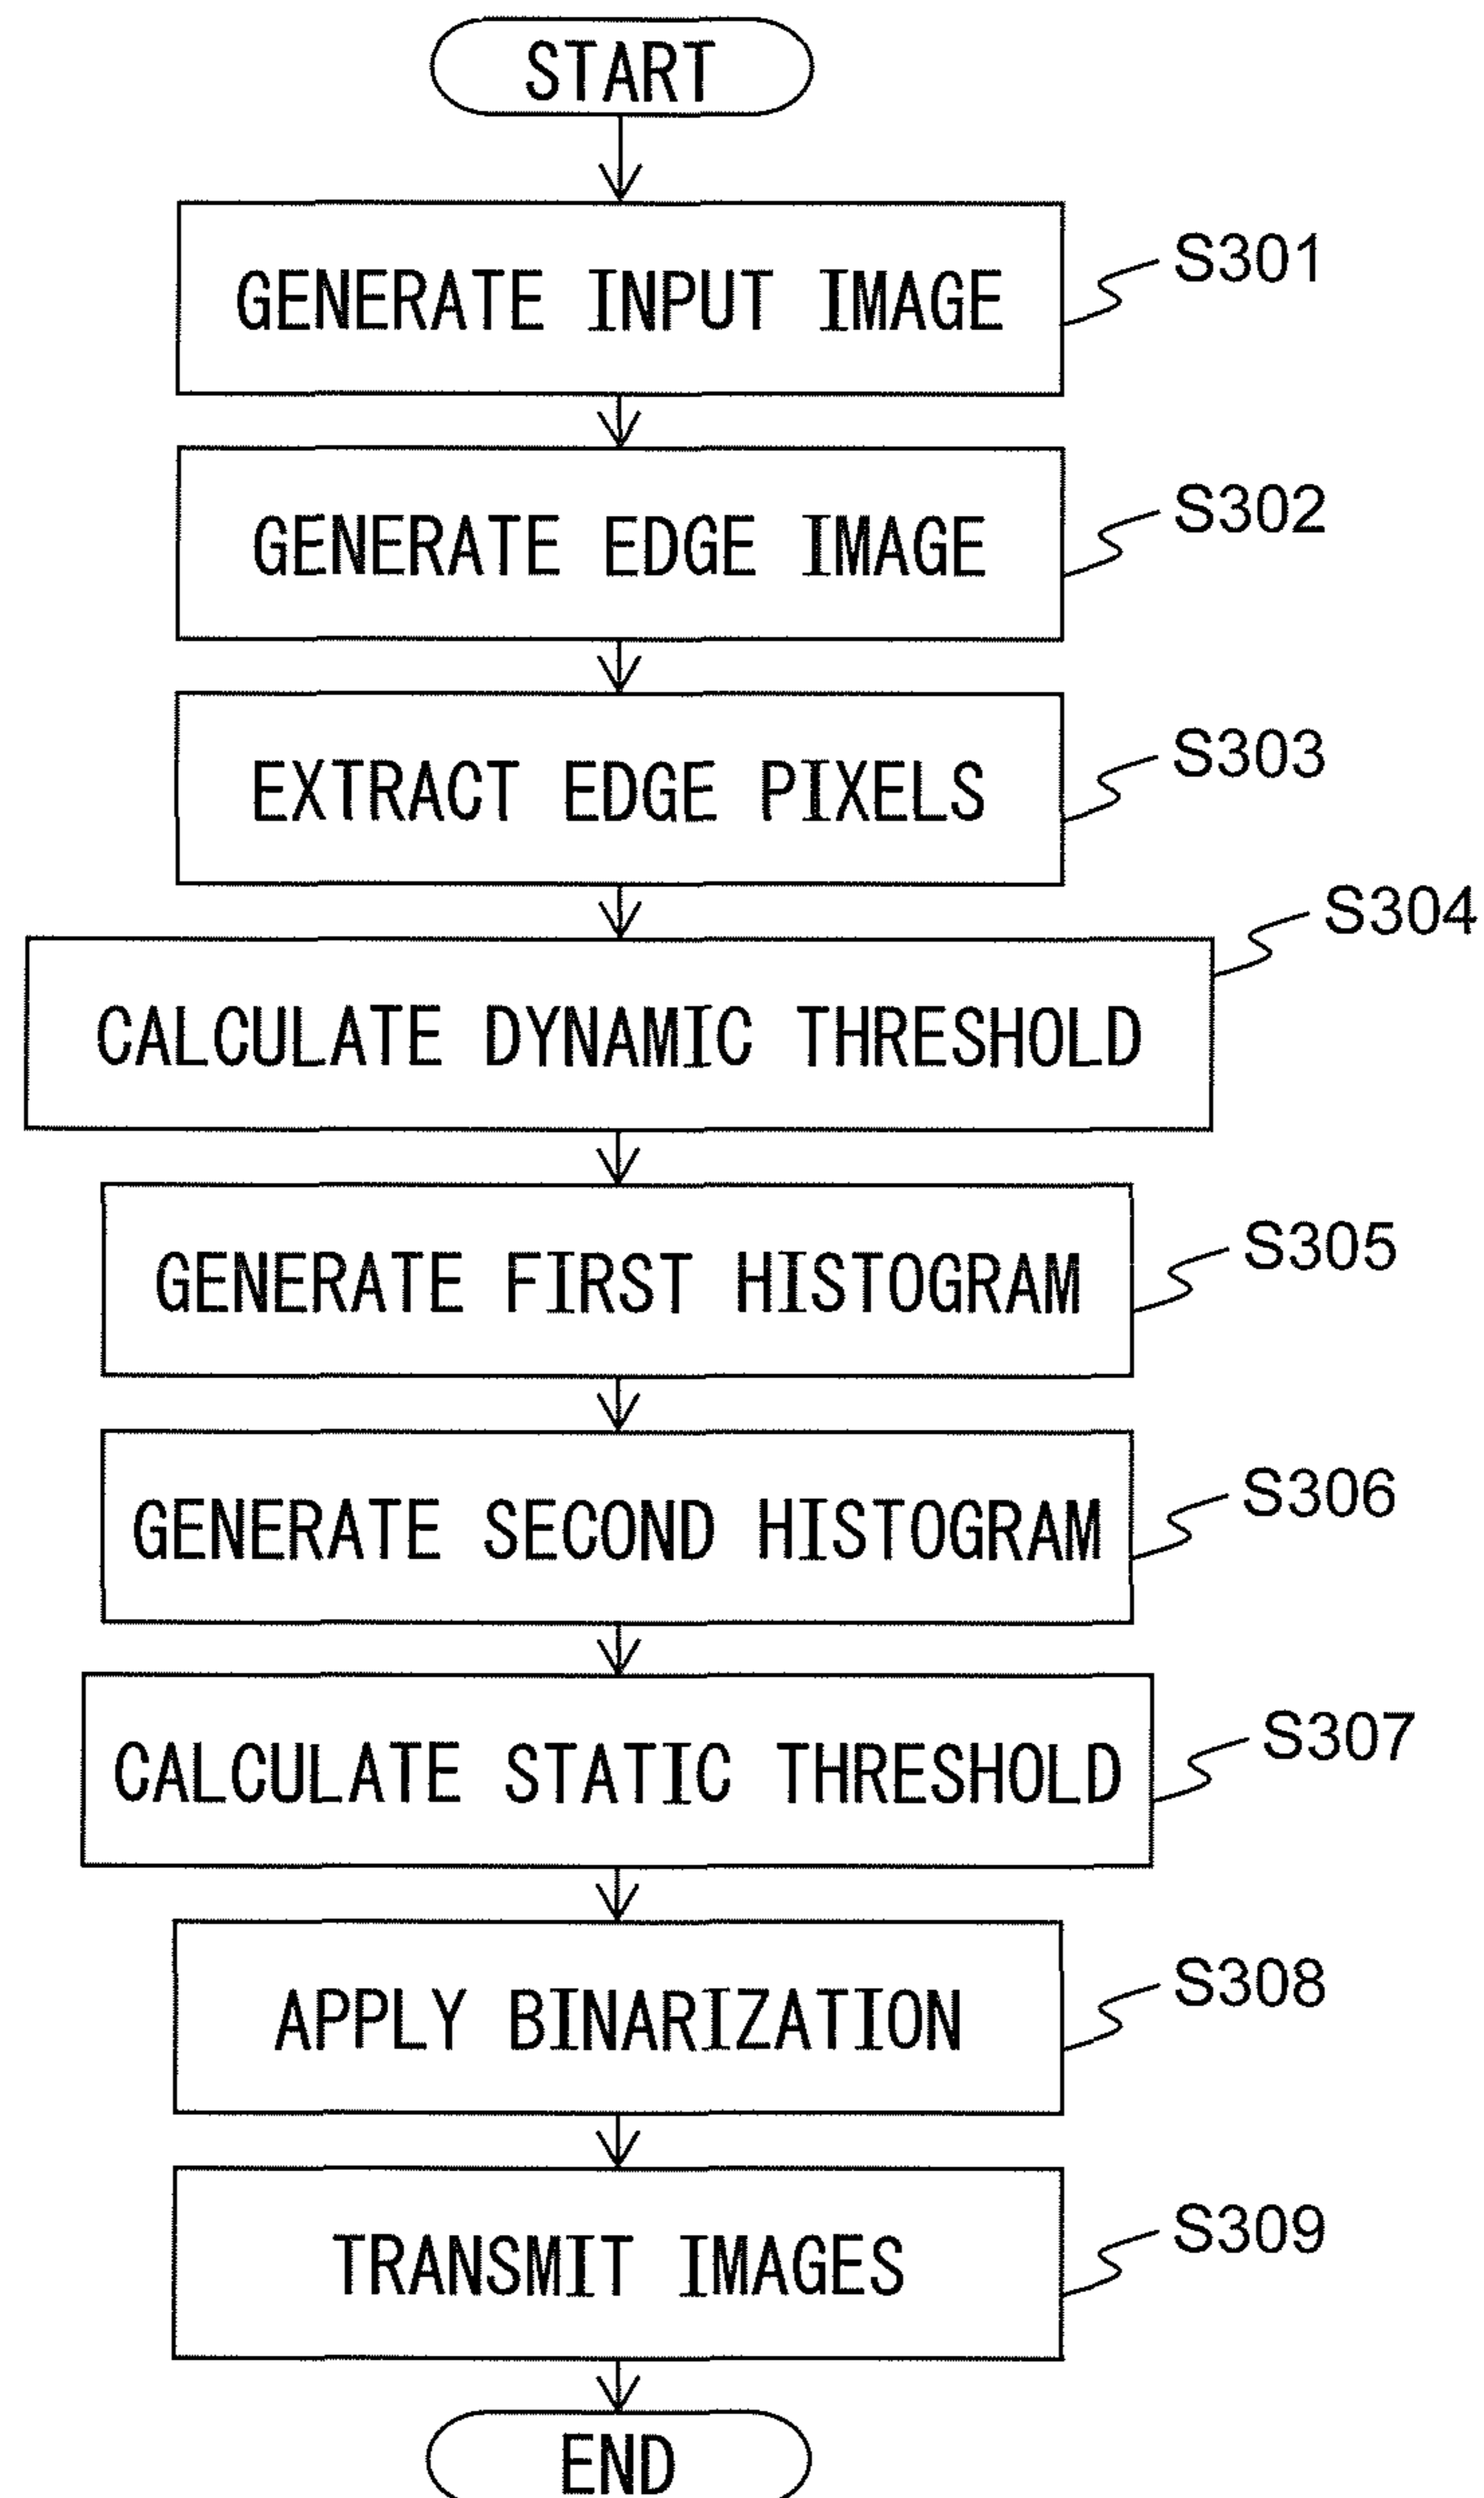 START
GENERATE INPUT IMAGE
S301
GENERATE EDGE IMAGE
S302
EXTRACT EDGE PIXELS
S303
CALCULATE DYNAMIC THRESHOLD
S304
GENERATE FIRST HISTOGRAM
S305
GENERATE SECOND HISTOGRAM
S306
CALCULATE STATIC THRESHOLD
S307
APPLY BINARIZATION
S308
TRANSMIT IMAGES
S309
END